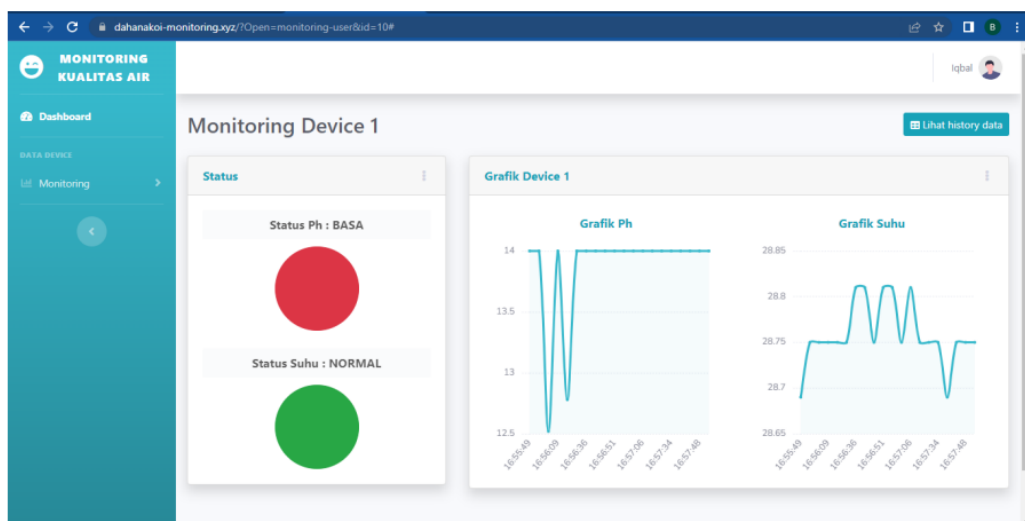 dahanakoi-monitoring.xyz/?Open=monitoring-user&id=10#
B
MONITORING
KUALITAS AIR
Iqbal
Dashboard
Monitoring Device 1
Lihat history data
DATA DEVICE
Monitoring
Status
Status Ph : BASA
Status Suhu : NORMAL
Grafik Device 1
Grafik Ph
14
13.5
13
12.5
16:55:49
16:56:09
16:56:36
16:56:51
16:57:06
16:57:34
16:57:48
Grafik Suhu
28.85
28.8
28.75
28.7
28.65
16:55:49
16:56:09
16:56:36
16:56:51
16:57:06
16:57:34
16:57:48